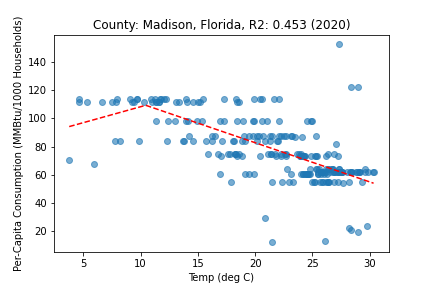 County: Madison, Florida, R2: 0.453 (2020)
Per-Capita Consumption (MMBtu/1000 Households)
140
120
100
80
60
40
20
5 10 15 20 25 30
Temp (deg C)